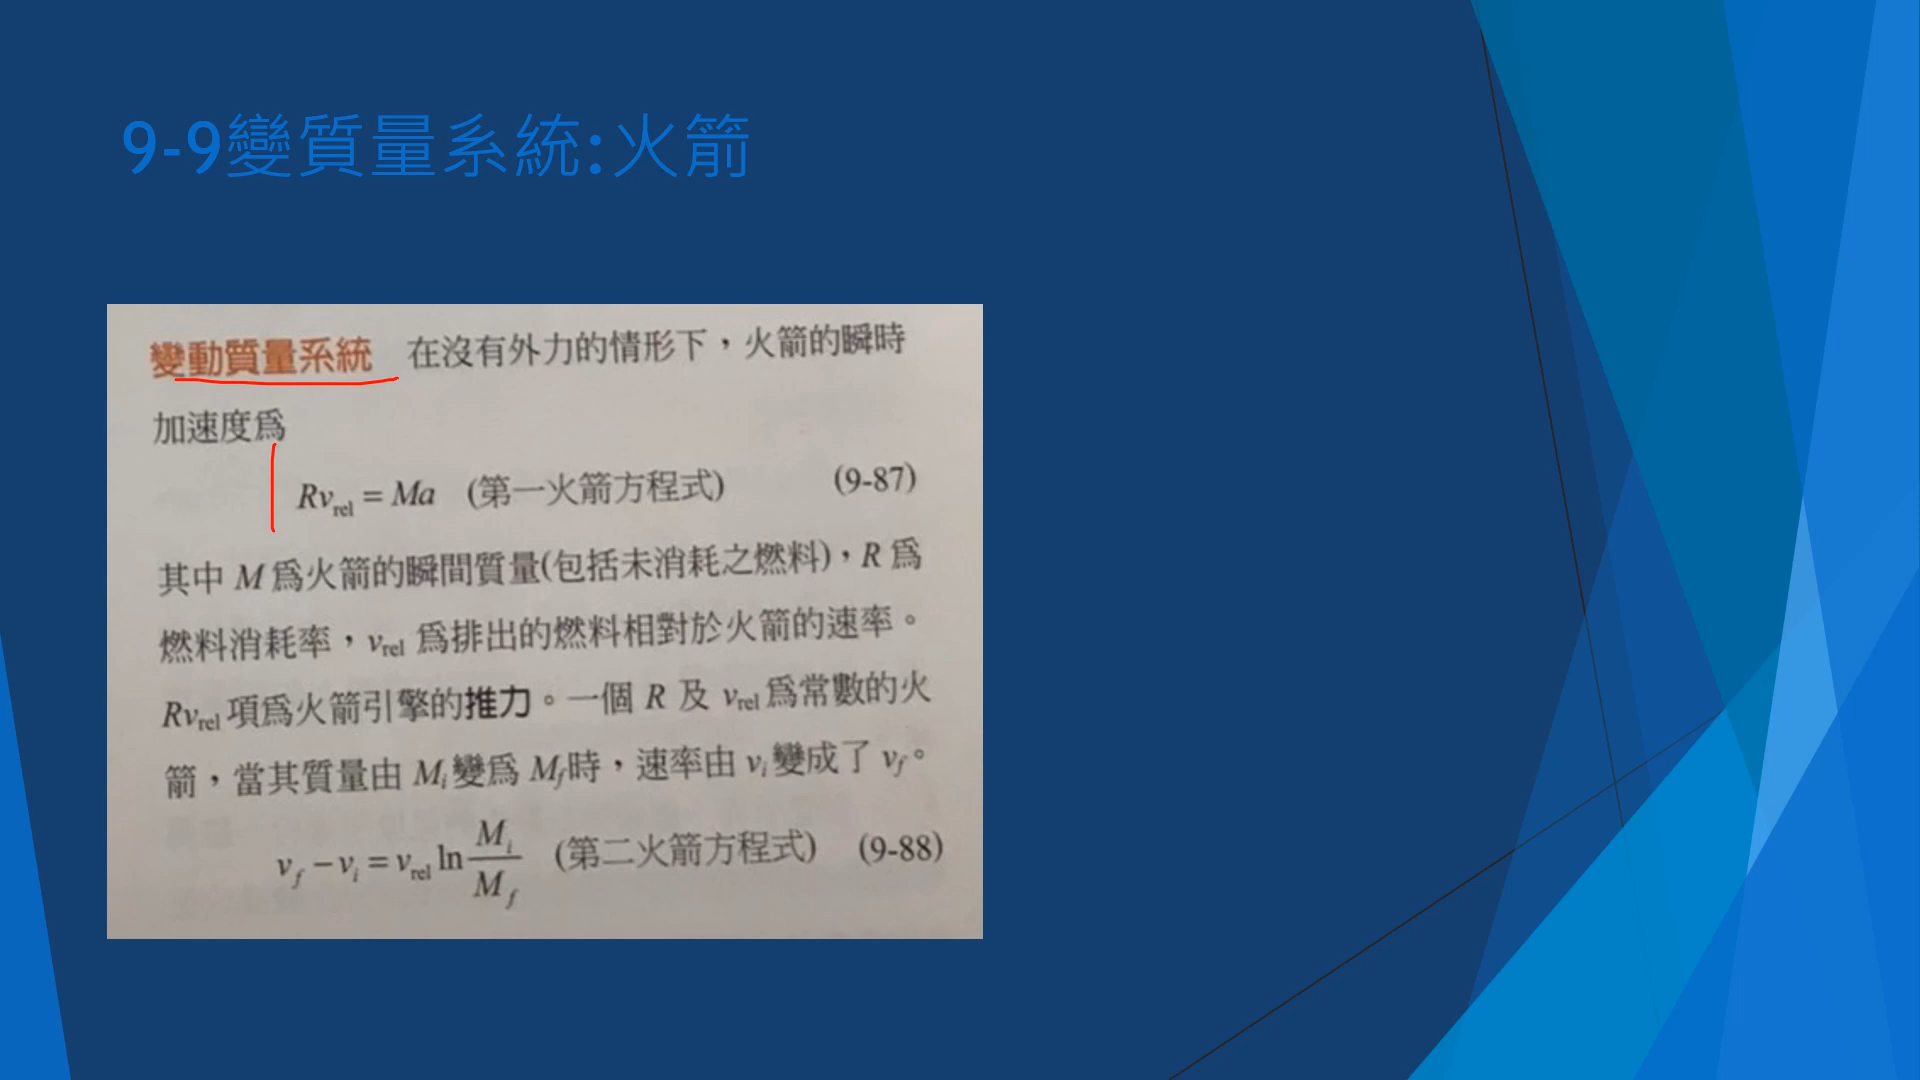 9-9變質量系統:火箭
變動質量系統 在沒有外力的情形下，火箭的瞬時
加速度爲
Rv_rel = Ma (第一火箭方程式) (9-87)
其中 M 爲火箭的瞬間質量(包括未消耗之燃料)，R 爲
燃料消耗率，v_rel 爲排出的燃料相對於火箭的速率。
Rv_rel 項爲火箭引擎的推力。一個 R 及 v_rel 爲常數的火
箭，當其質量由 M_i 變爲 M_f 時，速率由 v_i 變成了 v_f。
v_f − v_i = v_rel ln M_i / M_f (第二火箭方程式) (9-88)